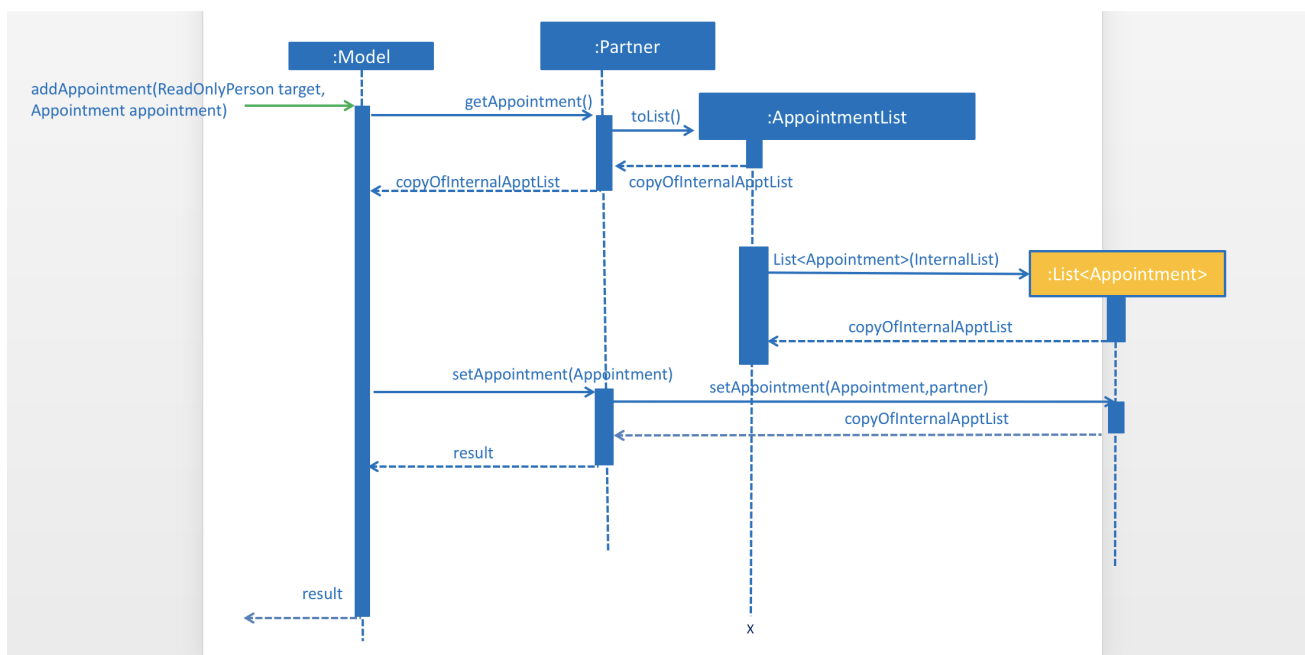 :Model
:Partner
addAppointment(ReadOnlyPerson target,
Appointment appointment)
getAppointment()
toList()
:AppointmentList
copyOfInternalApptList
copyOfInternalApptList
List<Appointment>(InternalList)
:List<Appointment>
copyOfInternalApptList
setAppointment(Appointment)
setAppointment(Appointment,partner)
copyOfInternalApptList
result
result
x